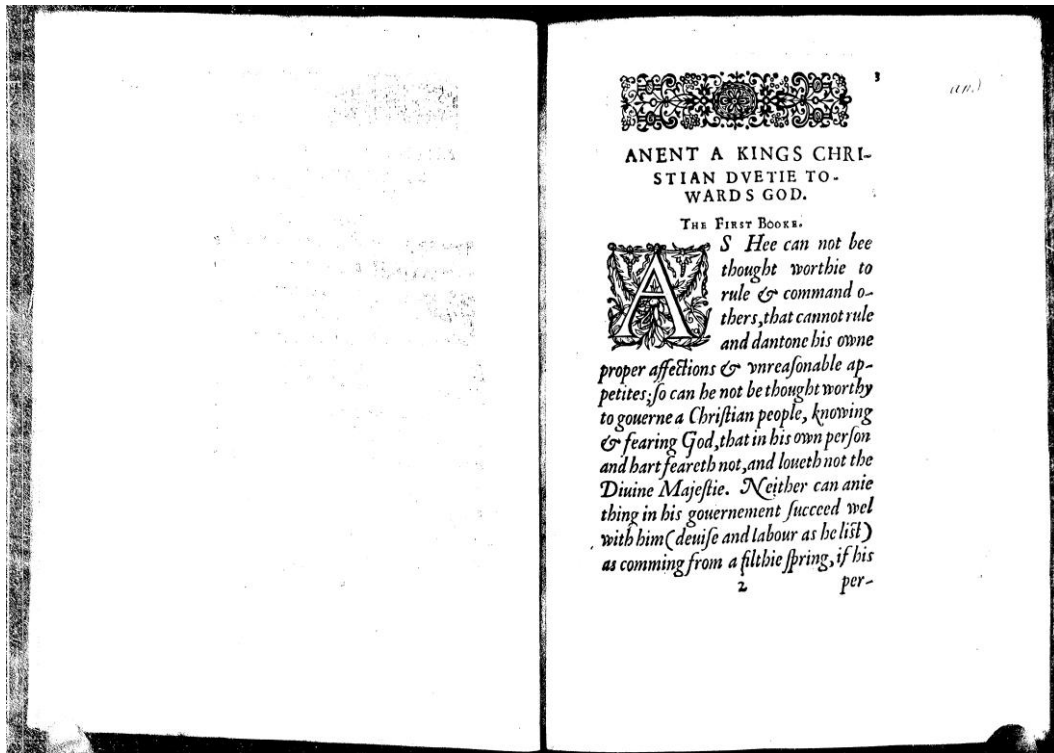 3
ANENT A KINGS CHRI-
STIAN DVETIE TO-
WARDS GOD.
THE FIRST BOOKE.
AS Hee can not bee
thought worthie to
rule & command o-
thers, that cannot rule
and dantone his owne
proper affections & vnreaſonable ap-
petites; ſo can he not be thought worthy
to gouerne a Chriſtian people, knowing
& fearing God, that in his own perſon
and hart feareth not, and loueth not the
Diuine Majeſtie. Neither can anie
thing in his gouernement ſucceed wel
with him (deuiſe and labour as he liſt)
as comming from a filthie ſpring, if his
2 per-